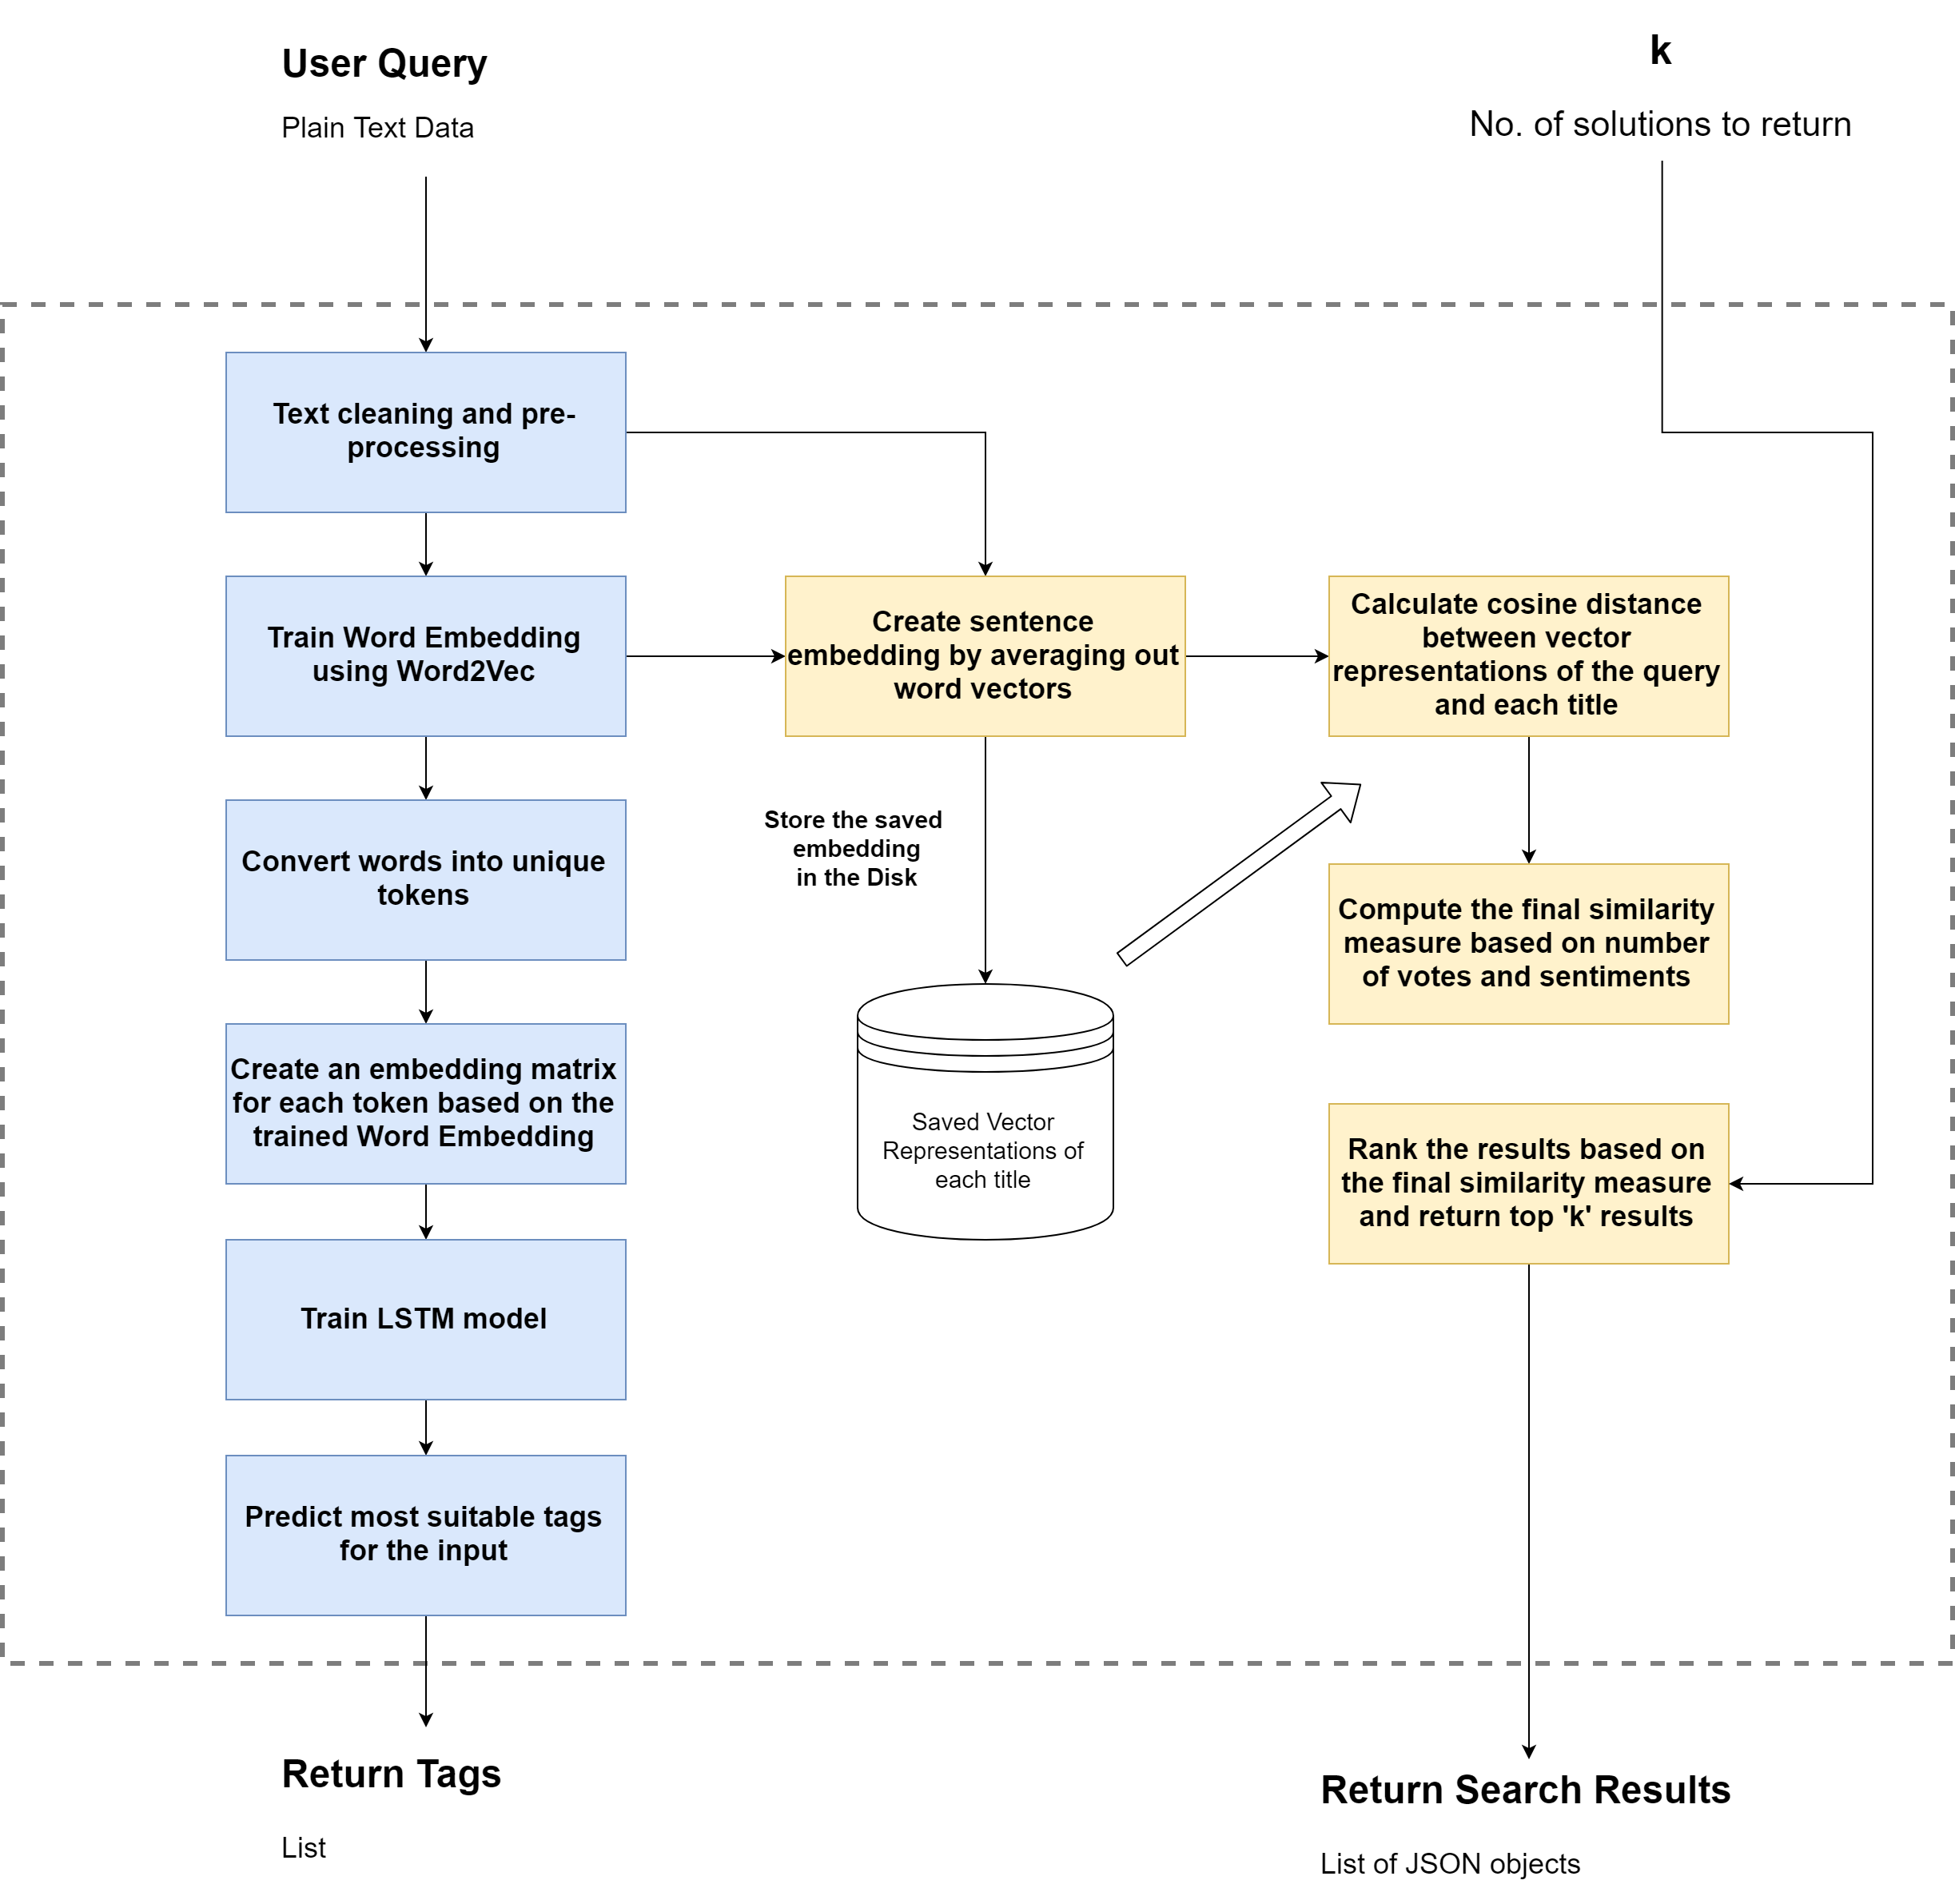 User Query
Plain Text Data
k
No. of solutions to return
Text cleaning and pre-
processing
Train Word Embedding
using Word2Vec
Create sentence
embedding by averaging out
word vectors
Calculate cosine distance
between vector
representations of the query
and each title
Convert words into unique
tokens
Store the saved
embedding
in the Disk
Compute the final similarity
measure based on number
of votes and sentiments
Create an embedding matrix
for each token based on the
trained Word Embedding
Saved Vector
Representations of
each title
Rank the results based on
the final similarity measure
and return top 'k' results
Train LSTM model
Predict most suitable tags
for the input
Return Tags
List
Return Search Results
List of JSON objects